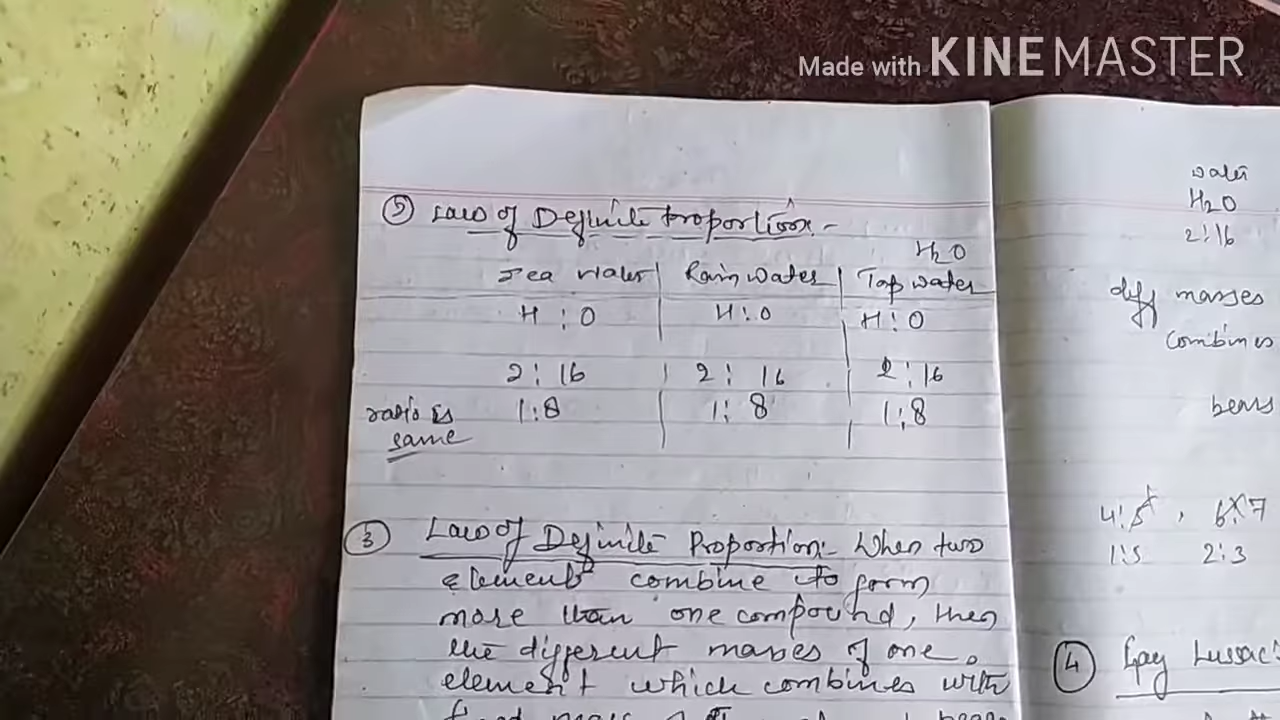 Made with KINEMASTER
② Law of Definite Proportion:-
H₂O
Sea Water | Rain water | Tap water
H : O | H : O | H : O
2 : 16 | 2 : 16 | 2 : 16
ratio is same 1:8 | 1:8 | 1:8
③ Law of Definite Proportion:- When two
element combine to form
more than one compound, then
the different masses of one
element which combines with
water
H₂O
2:16
diff masses
combines
bears
4:5 , 6:7
1:5 2:3
④ Gay Lussac's